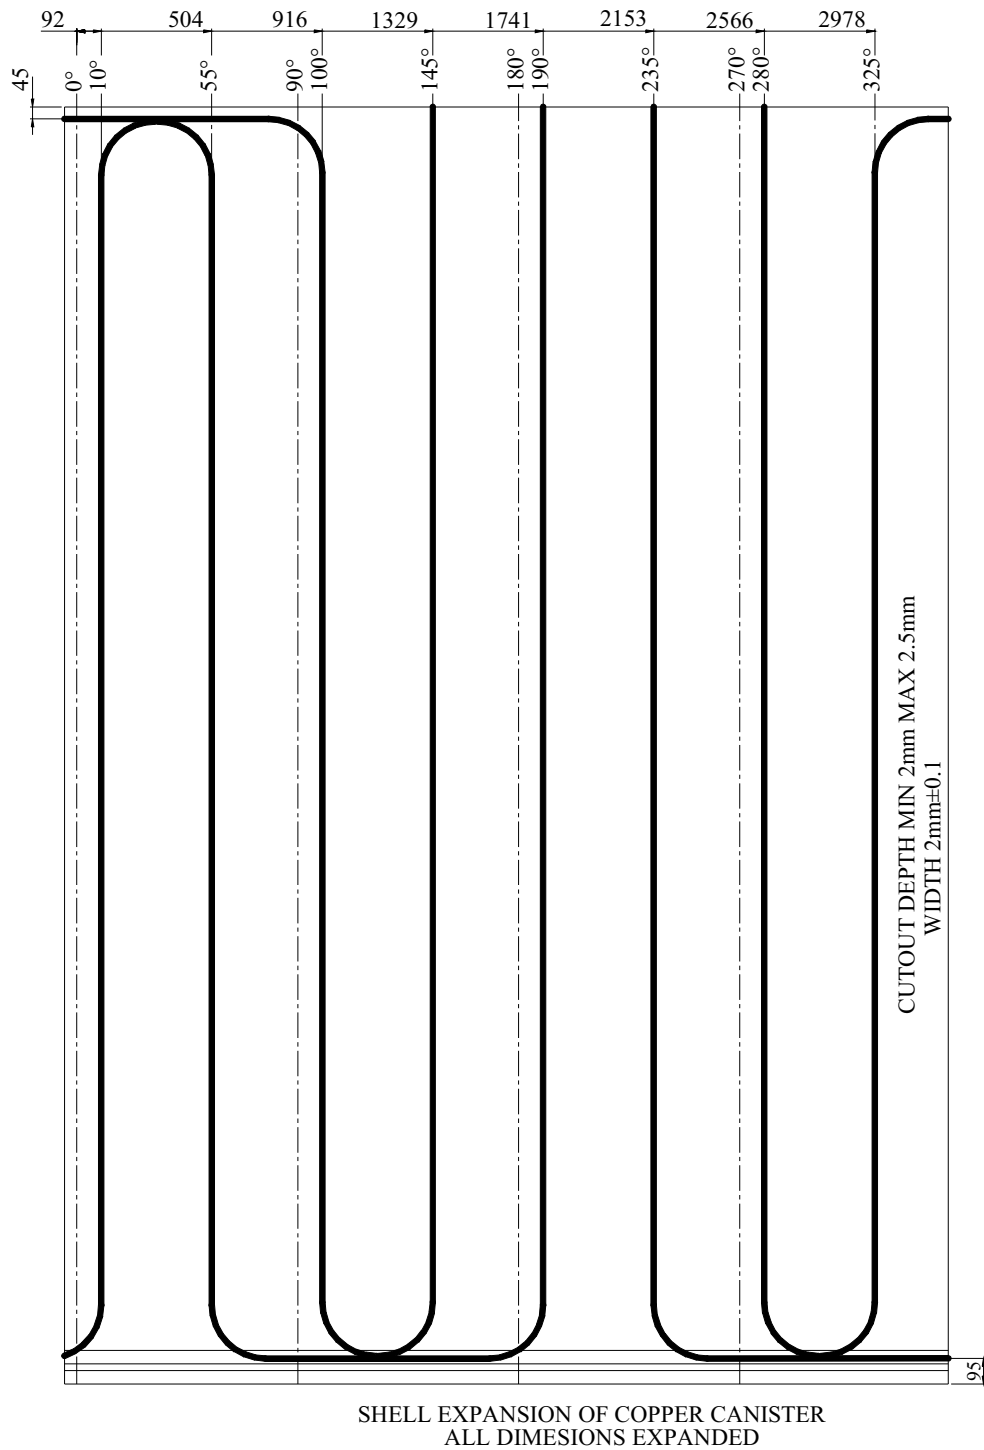 92 504 916 1329 1741 2153 2566 2978
45
0° 10° 55° 90° 100° 145° 180° 190° 235° 270° 280° 325°
CUTOUT DEPTH MIN 2mm MAX 2.5mm
WIDTH 2mm±0.1
95
SHELL EXPANSION OF COPPER CANISTER
ALL DIMESIONS EXPANDED